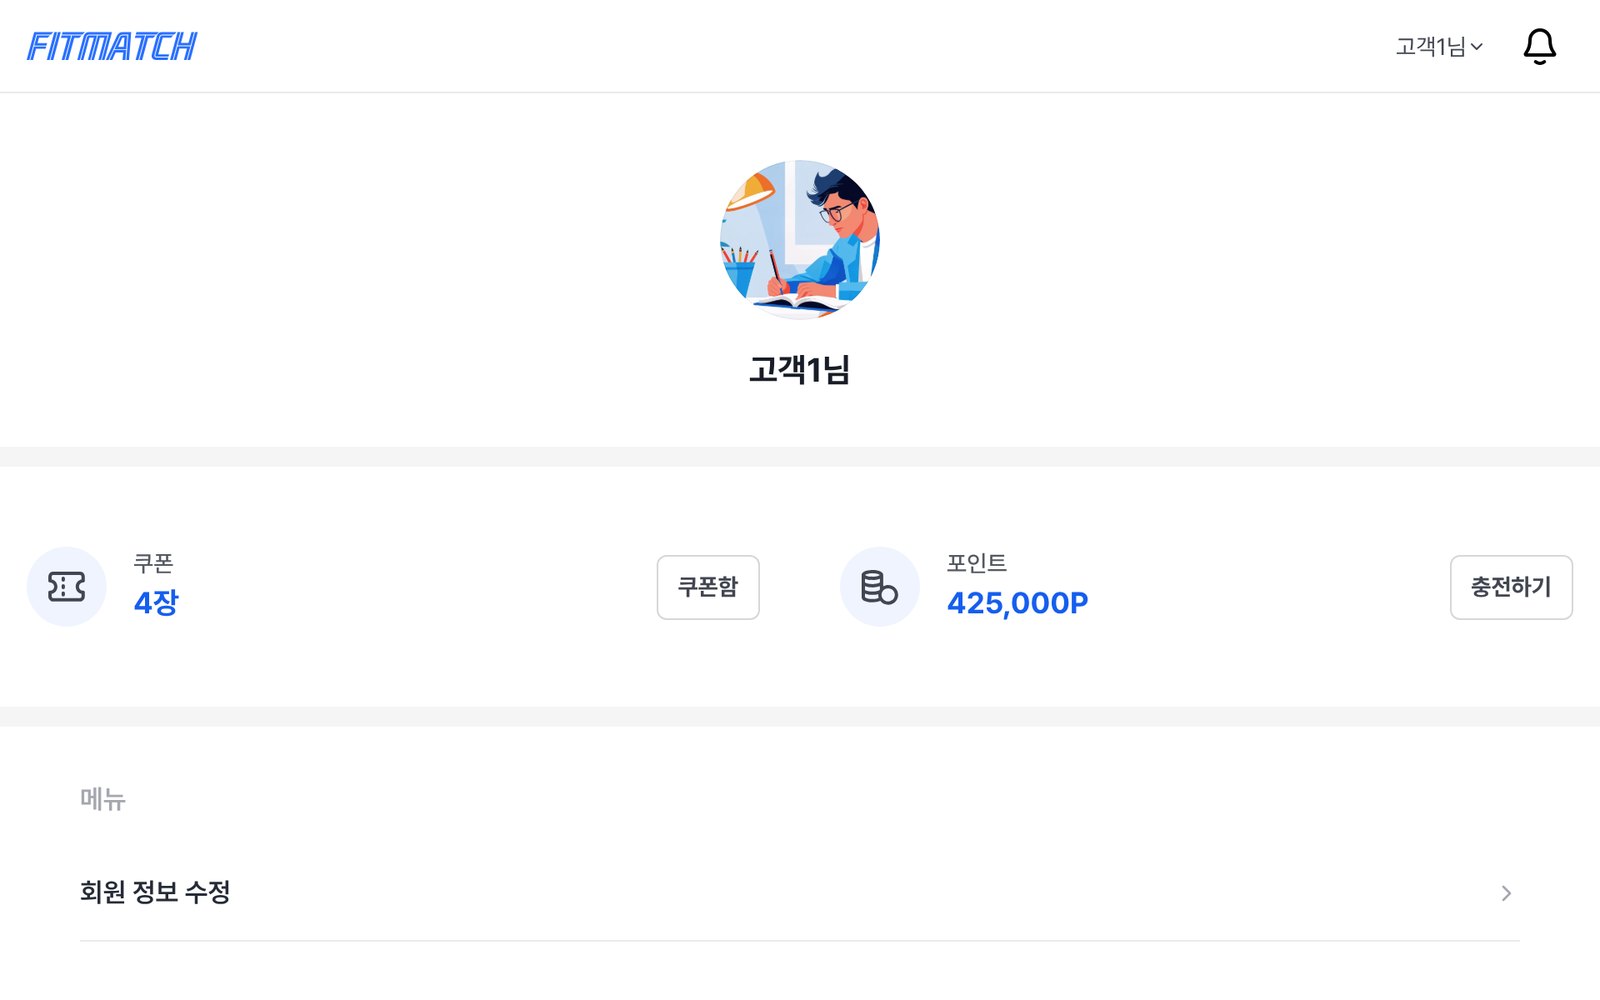 FITMATCH
고객1님
고객1님
쿠폰
4장
쿠폰함
포인트
425,000P
충전하기
메뉴
회원 정보 수정